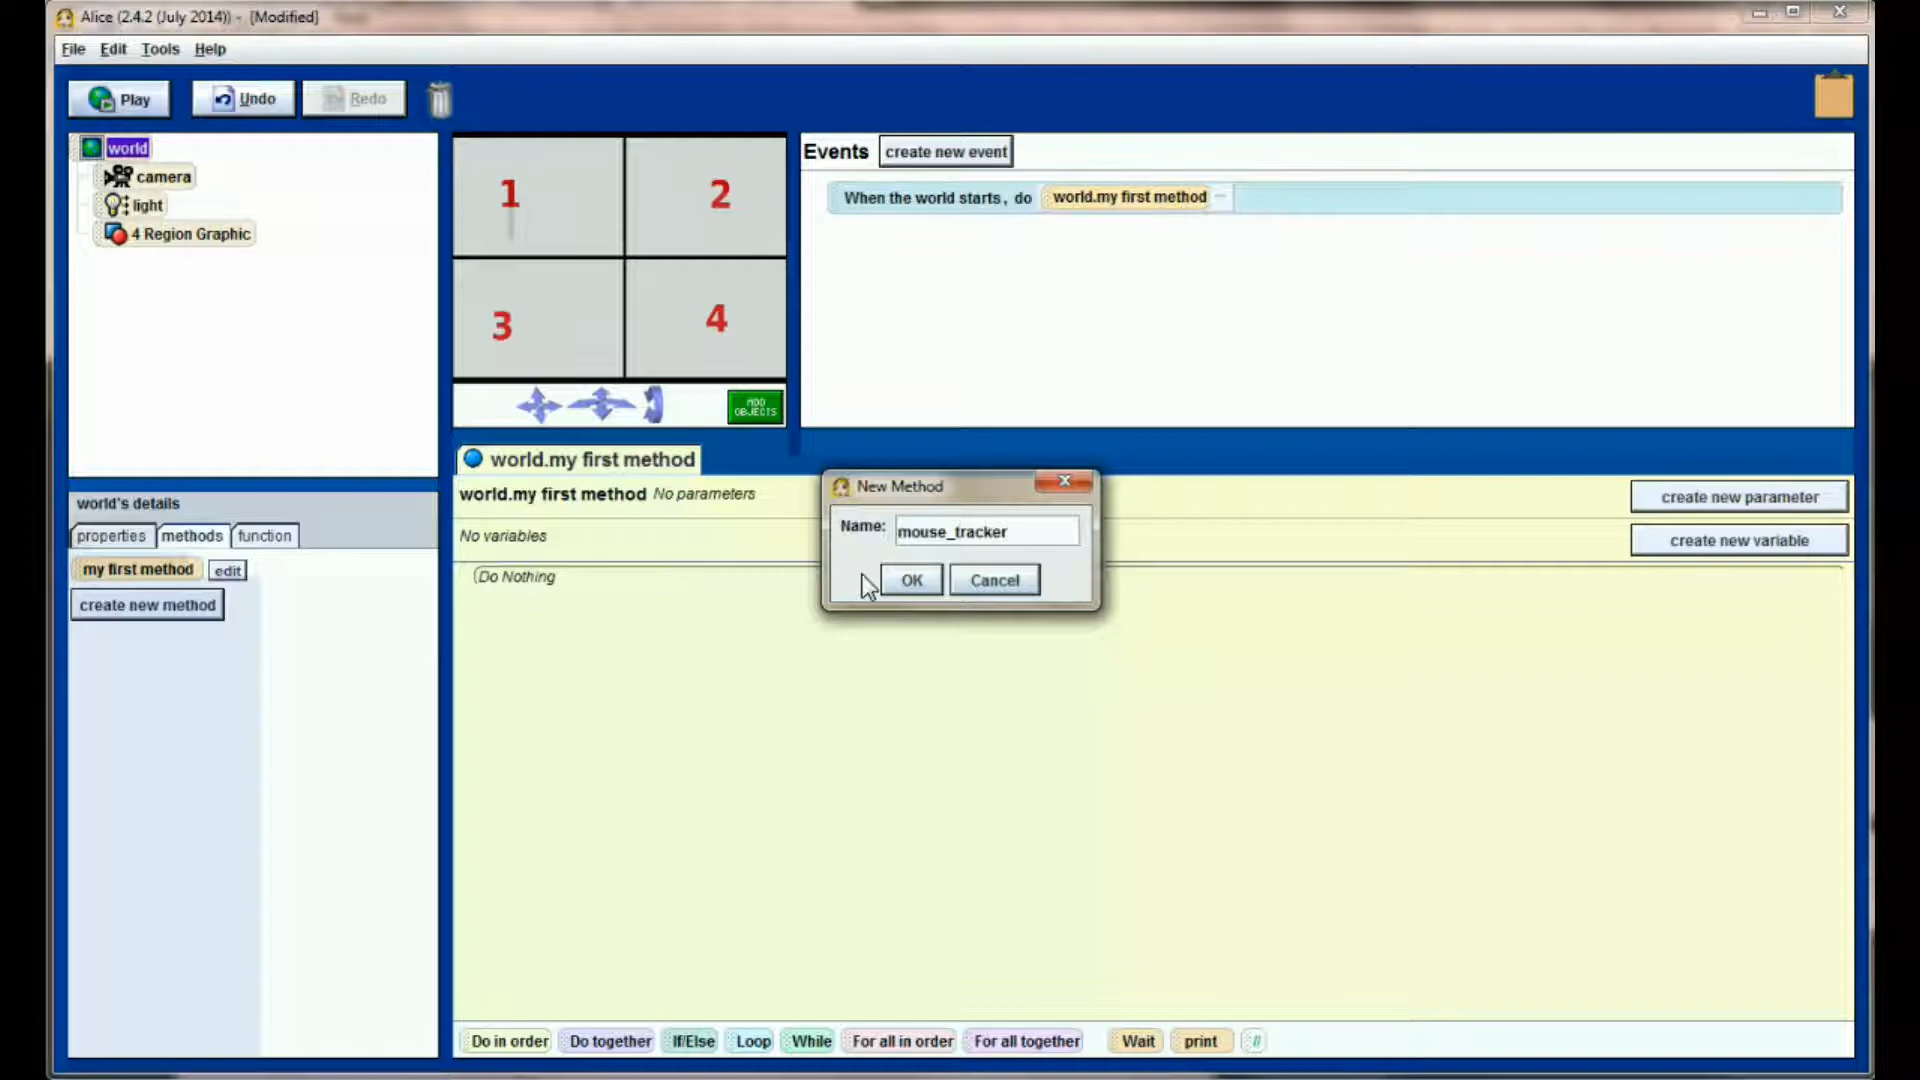 Alice (2.4.2 (July 2014)) - [Modified]
File Edit Tools Help
Play Undo Redo
world
camera
light
4 Region Graphic
1 2
3 4
ADD OBJECTS
Events create new event
When the world starts, do world.my first method
world's details
properties methods function
my first method edit
create new method
world.my first method
world.my first method No parameters create new parameter
No variables create new variable
(Do Nothing
New Method
Name: mouse_tracker
OK Cancel
Do in order Do together If/Else Loop While For all in order For all together Wait print //